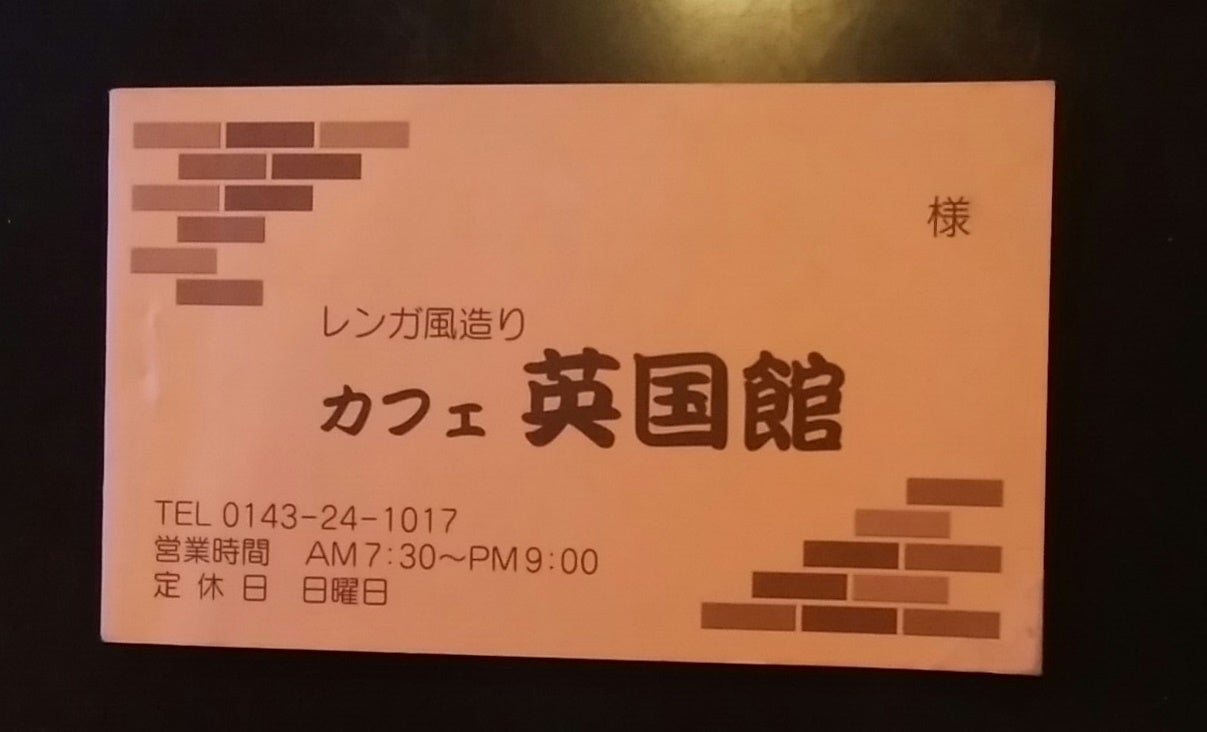 様
レンガ風造り
カフェ 英国館
TEL 0143-24-1017
営業時間 AM7:30～PM9:00
定休日 日曜日